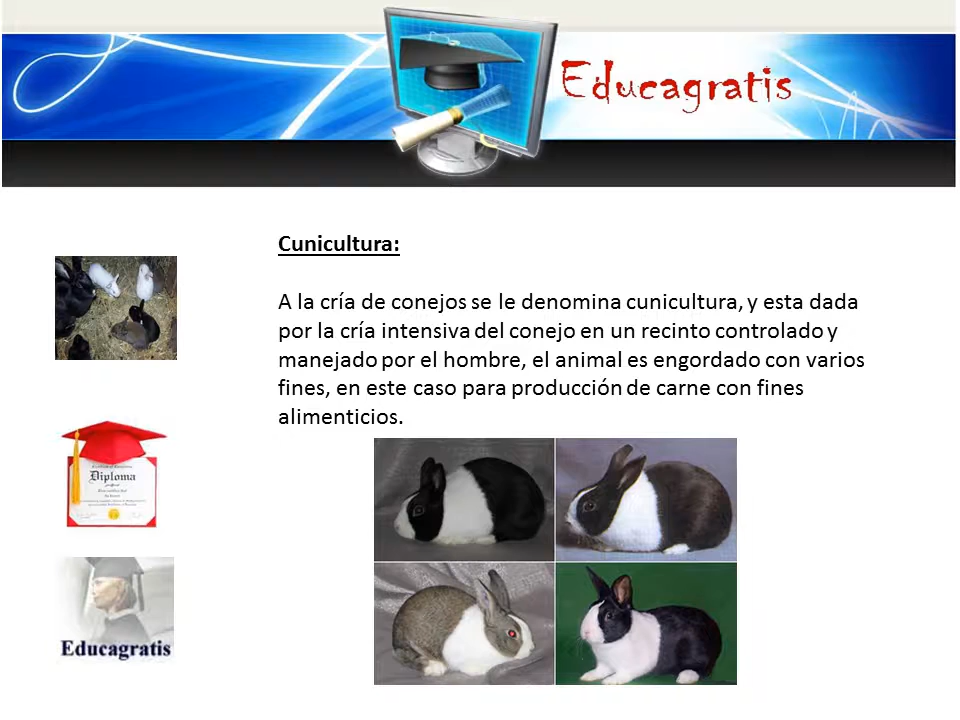 Educagratis
Cunicultura:
A la cría de conejos se le denomina cunicultura, y esta dada
por la cría intensiva del conejo en un recinto controlado y
manejado por el hombre, el animal es engordado con varios
fines, en este caso para producción de carne con fines
alimenticios.
Diploma
Educagratis